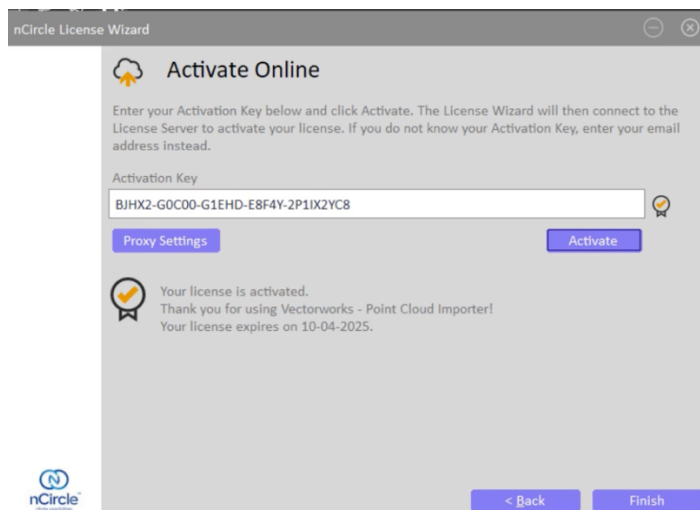 nCircle License Wizard
Activate Online
Enter your Activation Key below and click Activate. The License Wizard will then connect to the
License Server to activate your license. If you do not know your Activation Key, enter your email
address instead.
Activation Key
BJHX2-G0C00-G1EHD-E8F4Y-2P1IX2YC8
Proxy Settings
Activate
Your license is activated.
Thank you for using Vectorworks - Point Cloud Importer!
Your license expires on 10-04-2025.
nCircle
< Back
Finish